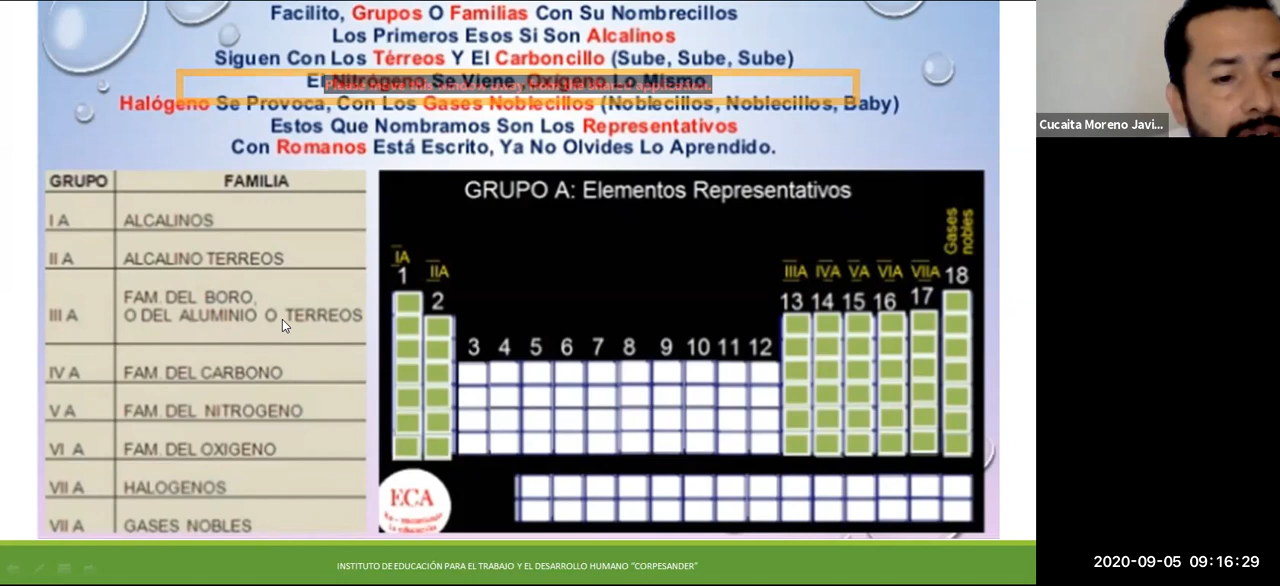 Facilito, Grupos O Familias Con Su Nombrecillos
Los Primeros Esos Si Son Alcalinos
Siguen Con Los Térreos Y El Carboncillo (Sube, Sube, Sube)
El Nitrógeno Se Viene, Oxígeno Lo Mismo
Halógeno Se Provoca, Con Los Gases Noblecillos (Noblecillos, Noblecillos, Baby)
Estos Que Nombramos Son Los Representativos
Con Romanos Está Escrito, Ya No Olvides Lo Aprendido.
Cucaita Moreno Javi...
GRUPO FAMILIA
I A ALCALINOS
II A ALCALINO TERREOS
III A FAM. DEL BORO,
O DEL ALUMINIO O TERREOS
IV A FAM. DEL CARBONO
V A FAM. DEL NITROGENO
VI A FAM. DEL OXIGENO
VII A HALOGENOS
VII A GASES NOBLES
GRUPO A: Elementos Representativos
Gases nobles
IA IIA IIIA IVA VA VIA VIIA
1 2 13 14 15 16 17 18
3 4 5 6 7 8 9 10 11 12
ECA
INSTITUTO DE EDUCACIÓN PARA EL TRABAJO Y EL DESARROLLO HUMANO "CORPESANDER"
2020-09-05 09:16:29